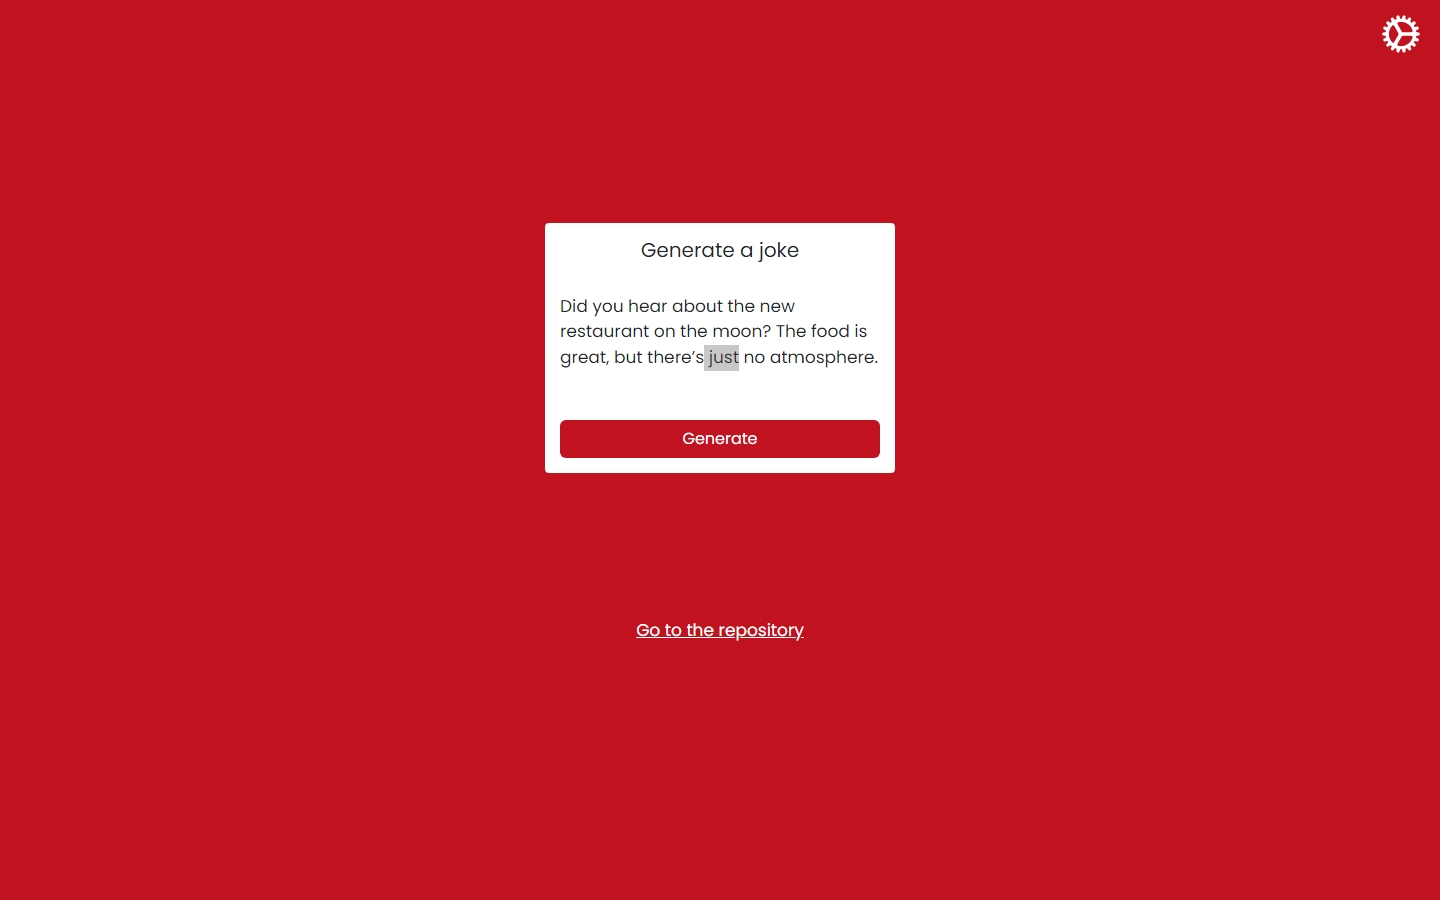 Generate a joke
Did you hear about the new
restaurant on the moon? The food is
great, but there’s just no atmosphere.
Generate
Go to the repository